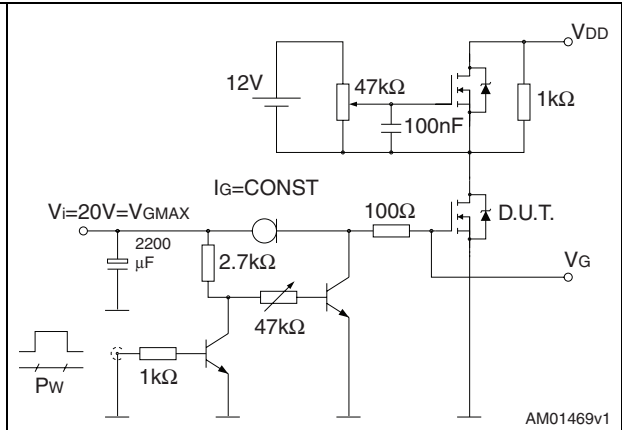 VDD
12V
47kΩ
1kΩ
100nF
IG=CONST
Vi=20V=VGMAX
100Ω
D.U.T.
2200
μF
2.7kΩ
VG
47kΩ
1kΩ
PW
AM01469v1